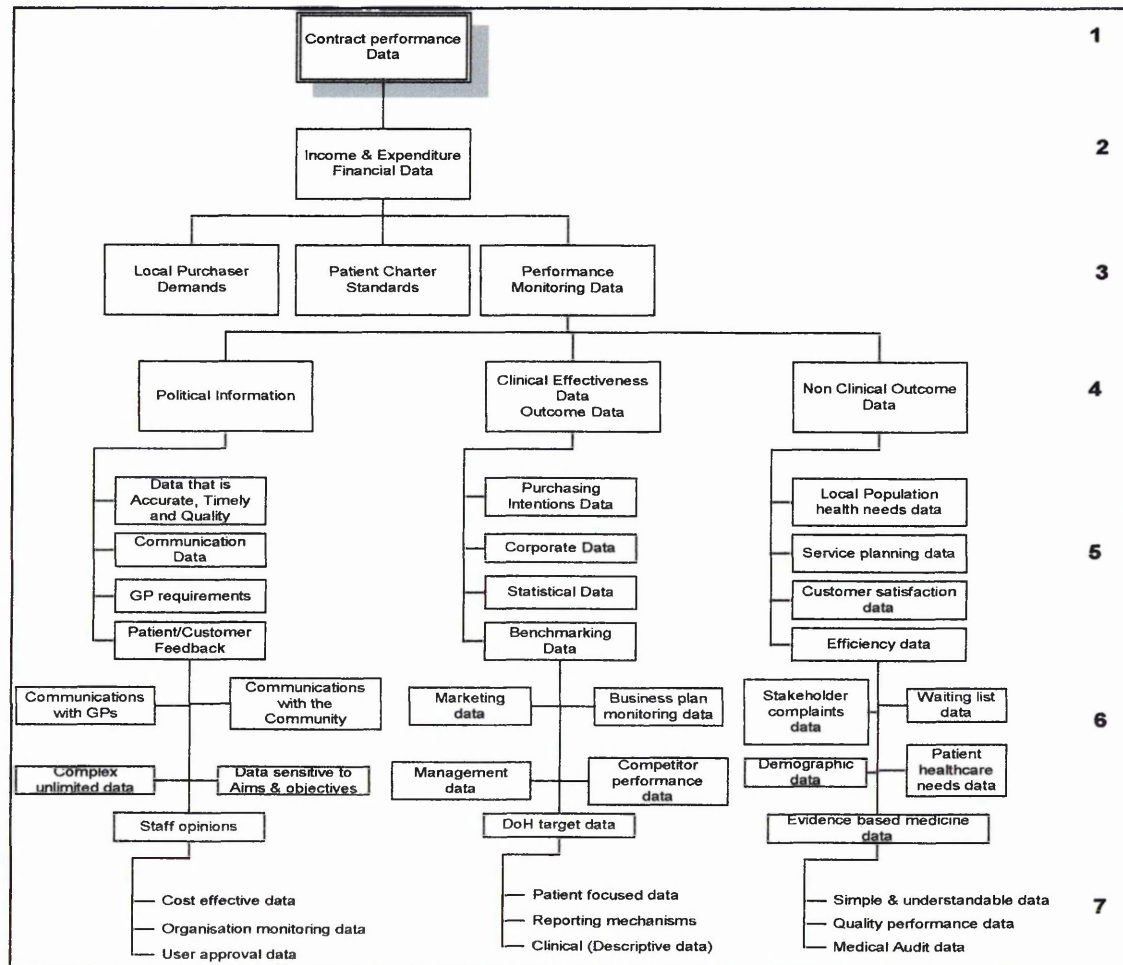 Contract performance
Data
1
Income & Expenditure
Financial Data
2
Local Purchaser
Demands
Patient Charter
Standards
Performance
Monitoring Data
3
Political Information
Clinical Effectiveness
Data
Outcome Data
Non Clinical Outcome
Data
4
Data that is
Accurate, Timely
and Quality
Communication
Data
GP requirements
Patient/Customer
Feedback
Purchasing
Intentions Data
Corporate Data
Statistical Data
Benchmarking
Data
Local Population
health needs data
Service planning data
Customer satisfaction
data
Efficiency data
5
Communications
with GPs
Communications
with the
Community
Complex
unlimited data
Data sensitive to
Aims & objectives
Staff opinions
Marketing
data
Business plan
monitoring data
Management
data
Competitor
performance
data
DoH target data
Stakeholder
complaints
data
Waiting list
data
Demographic
data
Patient
healthcare
needs data
Evidence based medicine
data
6
Cost effective data
Organisation monitoring data
User approval data
Patient focused data
Reporting mechanisms
Clinical (Descriptive data)
Simple & understandable data
Quality performance data
Medical Audit data
7